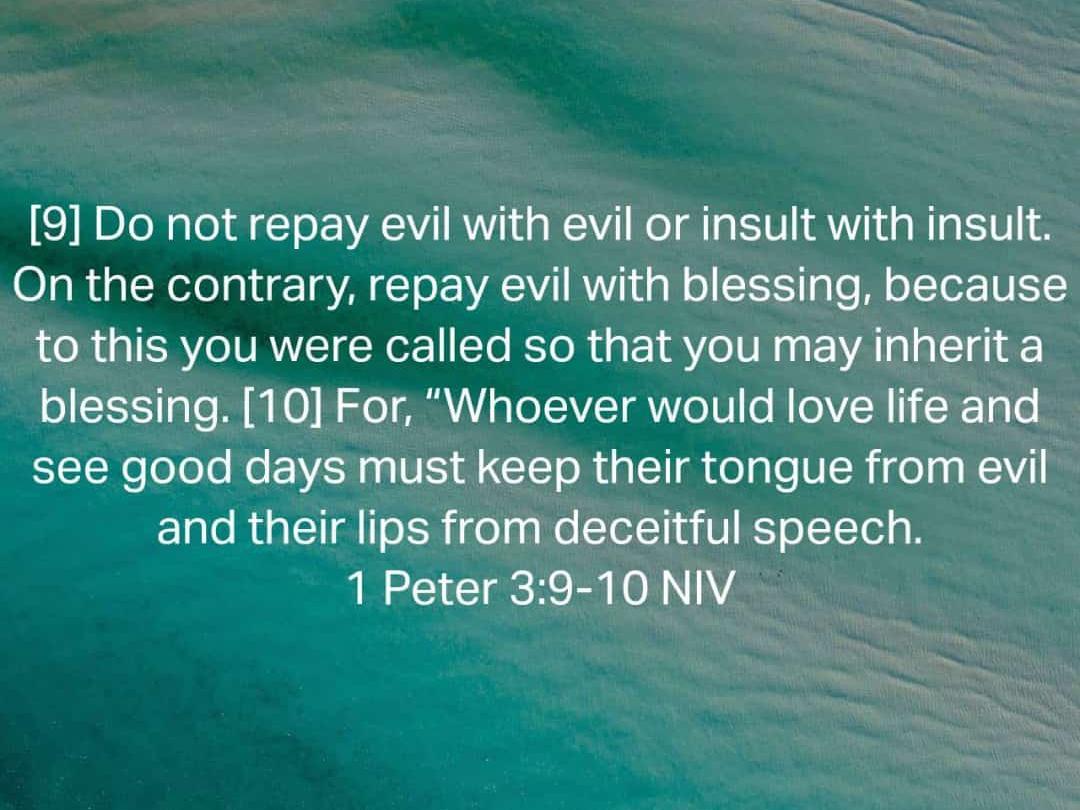 [9] Do not repay evil with evil or insult with insult.
On the contrary, repay evil with blessing, because
to this you were called so that you may inherit a
blessing. [10] For, “Whoever would love life and
see good days must keep their tongue from evil
and their lips from deceitful speech.
1 Peter 3:9-10 NIV